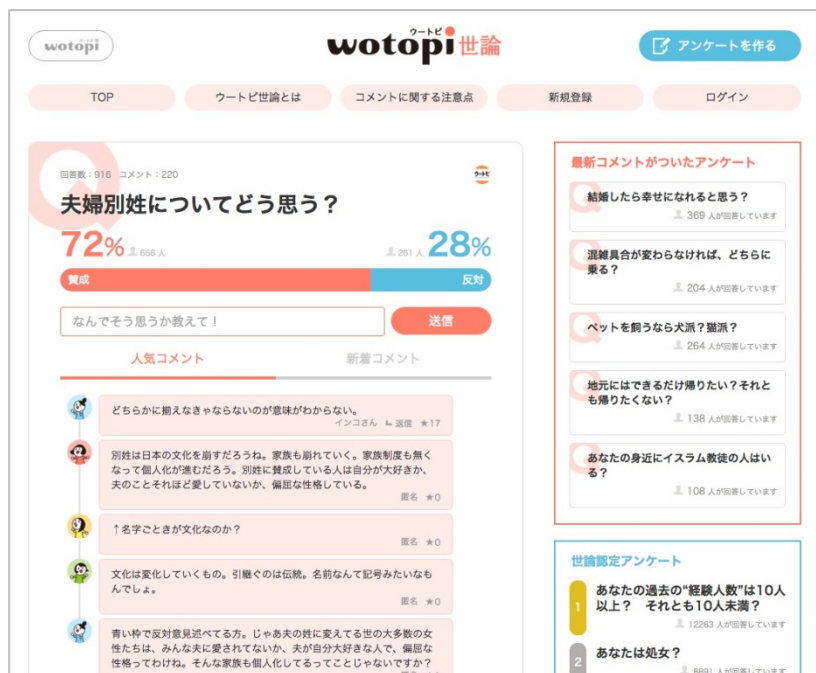 wotopi
ウートピ
wotopi世論
アンケートを作る
TOP
ウートピ世論とは
コメントに関する注意点
新規登録
ログイン
Q
回答数：916 コメント：220
ウートピ
夫婦別姓についてどう思う？
72% 656 人
261 人 28%
賛成
反対
なんでそう思うか教えて！
送信
人気コメント
新着コメント
どちらかに揃えなきゃならないのが意味がわからない。
インコさん 返信 ★17
別姓は日本の文化を崩すだろうね。家族も崩れていく。家族制度も無く
なって個人化が進むだろう。別姓に賛成している人は自分が大好きか、
夫のことそれほど愛していないか、偏屈な性格している。
匿名 ★0
↑名字ごときが文化なのか？
匿名 ★0
文化は変化していくもの。引継ぐのは伝統。名前なんて記号みたいなも
んでしょ。
匿名 ★0
青い枠で反対意見述べてる方。じゃあ夫の姓に変えてる世の大多数の女
性たちは、みんな夫に愛されてないか、夫が自分大好きな人で、偏屈な
性格ってわけね。そんな家族も個人化してるってことじゃないですか？
最新コメントがついたアンケート
結婚したら幸せになれると思う？
369 人が回答しています
混雑具合が変わらなければ、どちらに
乗る？
204 人が回答しています
ペットを飼うなら犬派？猫派？
264 人が回答しています
地元にはできるだけ帰りたい？それと
も帰りたくない？
138 人が回答しています
あなたの身近にイスラム教徒の人はい
る？
108 人が回答しています
世論認定アンケート
1
あなたの過去の“経験人数”は10人
以上？　それとも10人未満？
12263 人が回答しています
2
あなたは処女？
8891 人が回答しています